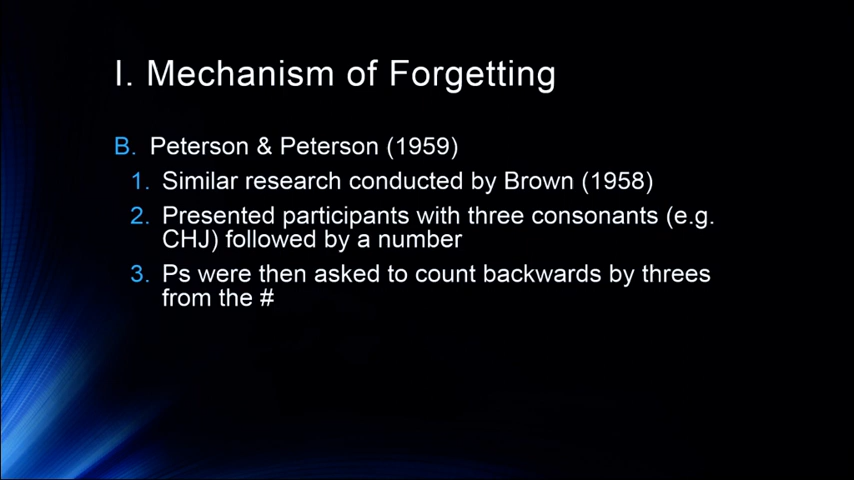 I. Mechanism of Forgetting
B. Peterson & Peterson (1959)
1. Similar research conducted by Brown (1958)
2. Presented participants with three consonants (e.g.
CHJ) followed by a number
3. Ps were then asked to count backwards by threes
from the #